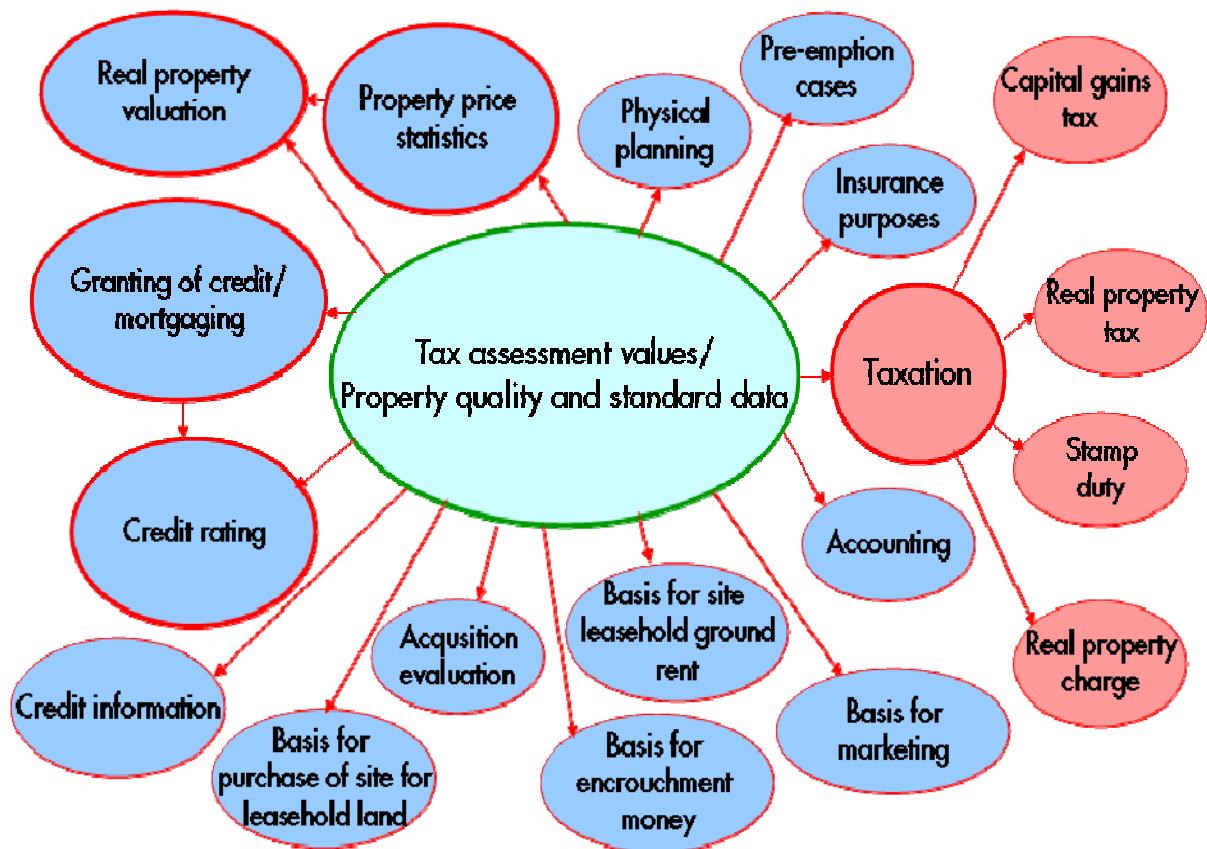 Real property
valuation
Property price
statistics
Physical
planning
Pre-emption
cases
Capital gains
tax
Insurance
purposes
Granting of credit/
mortgaging
Real property
tax
Tax assessment values/
Property quality and standard data
Taxation
Stamp
duty
Credit rating
Accounting
Basis for site
leasehold ground
rent
Acqusition
evaluation
Real property
charge
Credit information
Basis for
purchase of site for
leasehold land
Basis for
encrouchment
money
Basis for
marketing